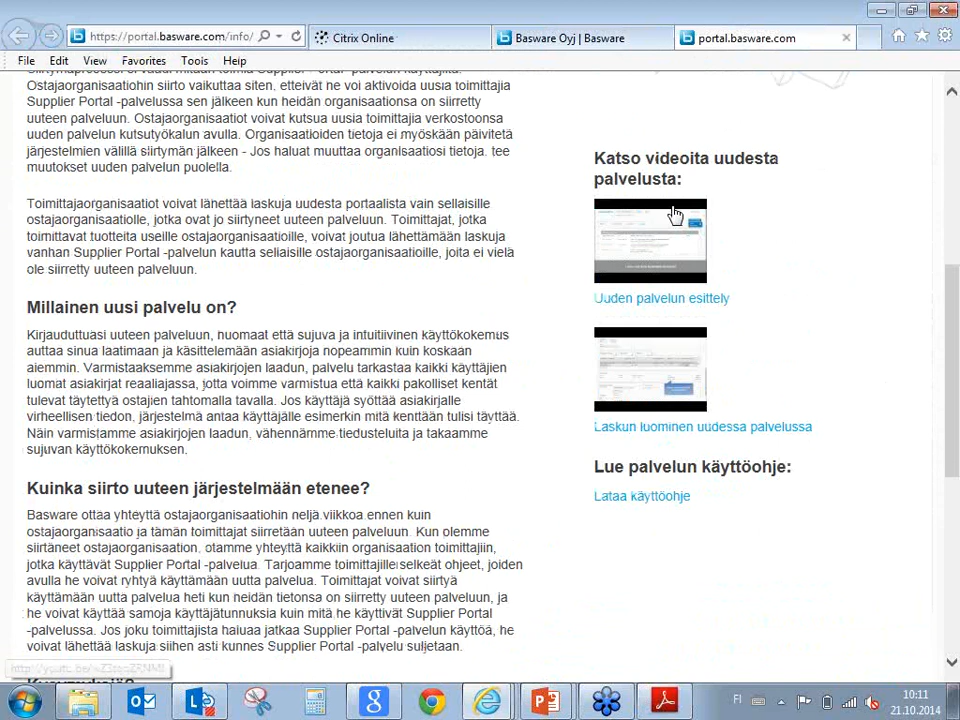 https://portal.basware.com/info/
Citrix Online
Basware Oyj | Basware
portal.basware.com
File Edit View Favorites Tools Help
Ostajaorganisaatioihin siirto vaikuttaa siten, etteivät he voi aktivoida uusia toimittajia
Supplier Portal -palvelussa sen jälkeen kun heidän organisaationsa on siirretty
uuteen palveluun. Ostajaorganisaatiot voivat kutsua uusia toimittajia verkostoonsa
uuden palvelun kutsutyökalun avulla. Organisaatioiden tietoja ei myöskään päivitetä
järjestelmien välillä siirtymän jälkeen - Jos haluat muuttaa organisaatiosi tietoja, tee
muutokset uuden palvelun puolella.
Toimittajaorganisaatiot voivat lähettää laskuja uudesta portaalista vain sellaisille
ostajaorganisaatiolle, jotka ovat jo siirtyneet uuteen palveluun. Toimittajat, jotka
toimittavat tuotteita useille ostajaorganisaatioille, voivat joutua lähettämään laskuja
vanhan Supplier Portal -palvelun kautta sellaisille ostajaorganisaatioille, joita ei vielä
ole siirretty uuteen palveluun.
Millainen uusi palvelu on?
Kirjauduttuasi uuteen palveluun, huomaat että sujuva ja intuitiivinen käyttökokemus
auttaa sinua laatimaan ja käsittelemään asiakirjoja nopeammin kuin koskaan
aiemmin. Varmistaaksemme asiakirjojen laadun, palvelu tarkastaa kaikki käyttäjien
luomat asiakirjat reaaliajassa, jotta voimme varmistua että kaikki pakolliset kentät
tulevat täytettyä ostajien tahtomalla tavalla. Jos käyttäjä syöttää asiakirjalle
virheellisen tiedon, järjestelmä antaa käyttäjälle esimerkin mitä kenttään tulisi täyttää.
Näin varmistamme asiakirjojen laadun, vähennämme tiedusteluita ja takaamme
sujuvan käyttökokemuksen.
Kuinka siirto uuteen järjestelmään etenee?
Basware ottaa yhteyttä ostajaorganisaatioihin neljä viikkoa ennen kuin
ostajaorganisaatio ja tämän toimittajat siirretään uuteen palveluun. Kun olemme
siirtäneet ostajaorganisaation, otamme yhteyttä kaikkiin organisaation toimittajiin,
jotka käyttävät Supplier Portal -palvelua. Tarjoamme toimittajille selkeät ohjeet, joiden
avulla he voivat ryhtyä käyttämään uutta palvelua. Toimittajat voivat siirtyä
käyttämään uutta palvelua heti kun heidän tietonsa on siirretty uuteen palveluun, ja
he voivat käyttää samoja käyttäjätunnuksia kuin mitä he käyttivät Supplier Portal
-palvelussa. Jos joku toimittajista haluaa jatkaa Supplier Portal -palvelun käyttöä, he
voivat lähettää laskuja siihen asti kunnes Supplier Portal -palvelu suljetaan.
Katso videoita uudesta
palvelusta:
Uuden palvelun esittely
Laskun luominen uudessa palvelussa
Lue palvelun käyttöohje:
Lataa käyttöohje
FI
10:11
21.10.2014